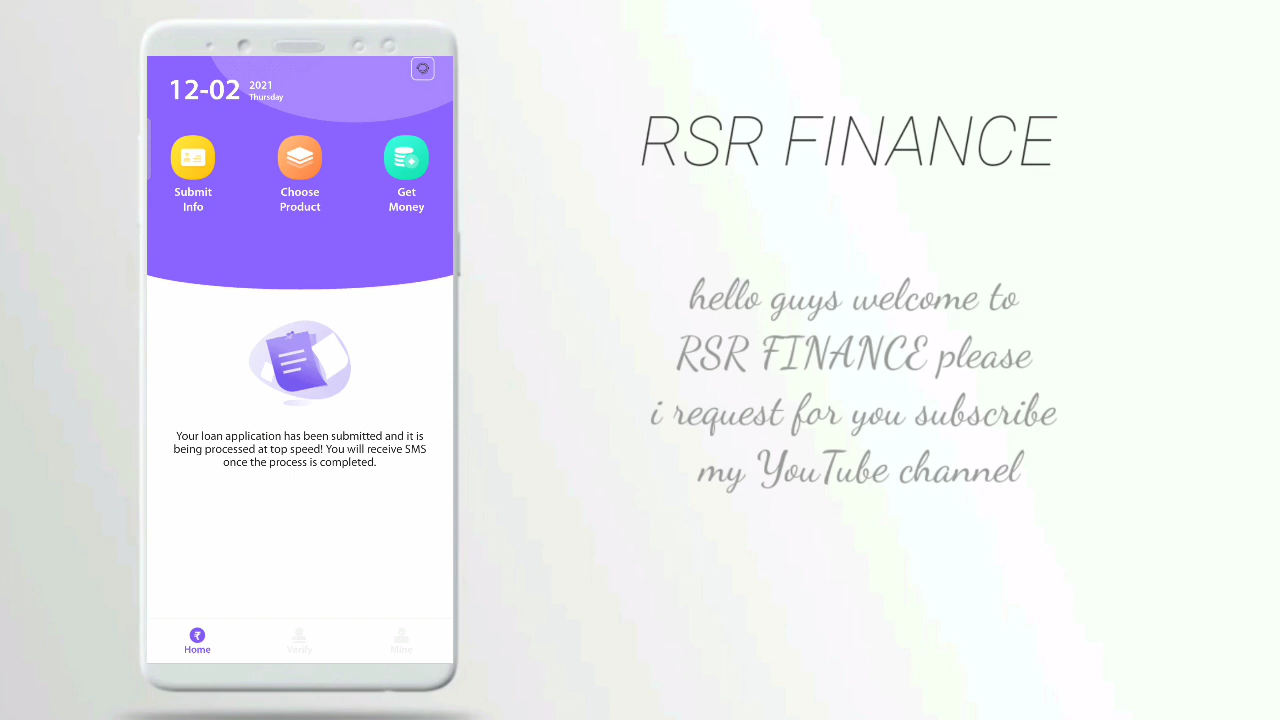 12-02 2021
Thursday
Submit
Info
Choose
Product
Get
Money
Your loan application has been submitted and it is
being processed at top speed! You will receive SMS
once the process is completed.
₹
Home
Verify
Mine
RSR FINANCE
hello guys welcome to
RSR FINANCE please
i request for you subscribe
my YouTube channel